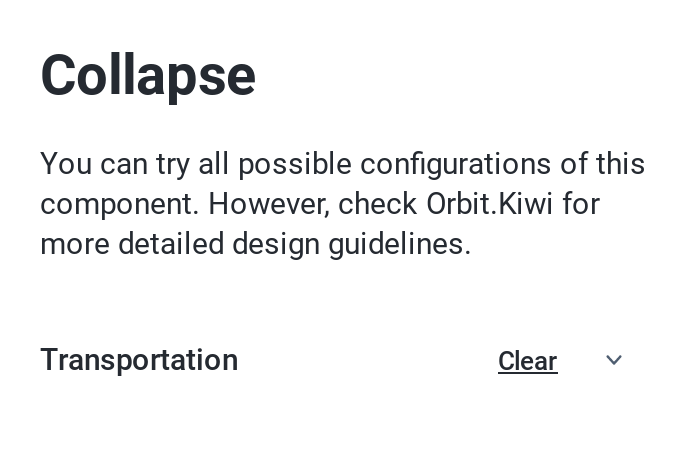 Collapse
You can try all possible configurations of this
component. However, check Orbit.Kiwi for
more detailed design guidelines.
Transportation Clear